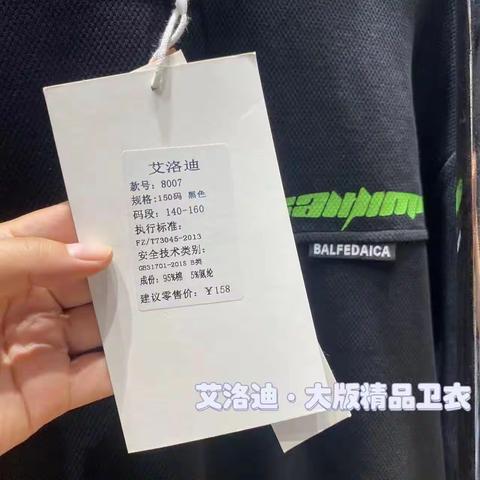 艾洛迪
款号: 8007
规格:150码 黑色
码段: 140-160
执行标准:
FZ/T73045-2013
安全技术类别:
GB31701-2015 B类
成份: 95%棉 5%氨纶
建议零售价: ¥158
BALFEDAICA
艾洛迪·大版精品卫衣